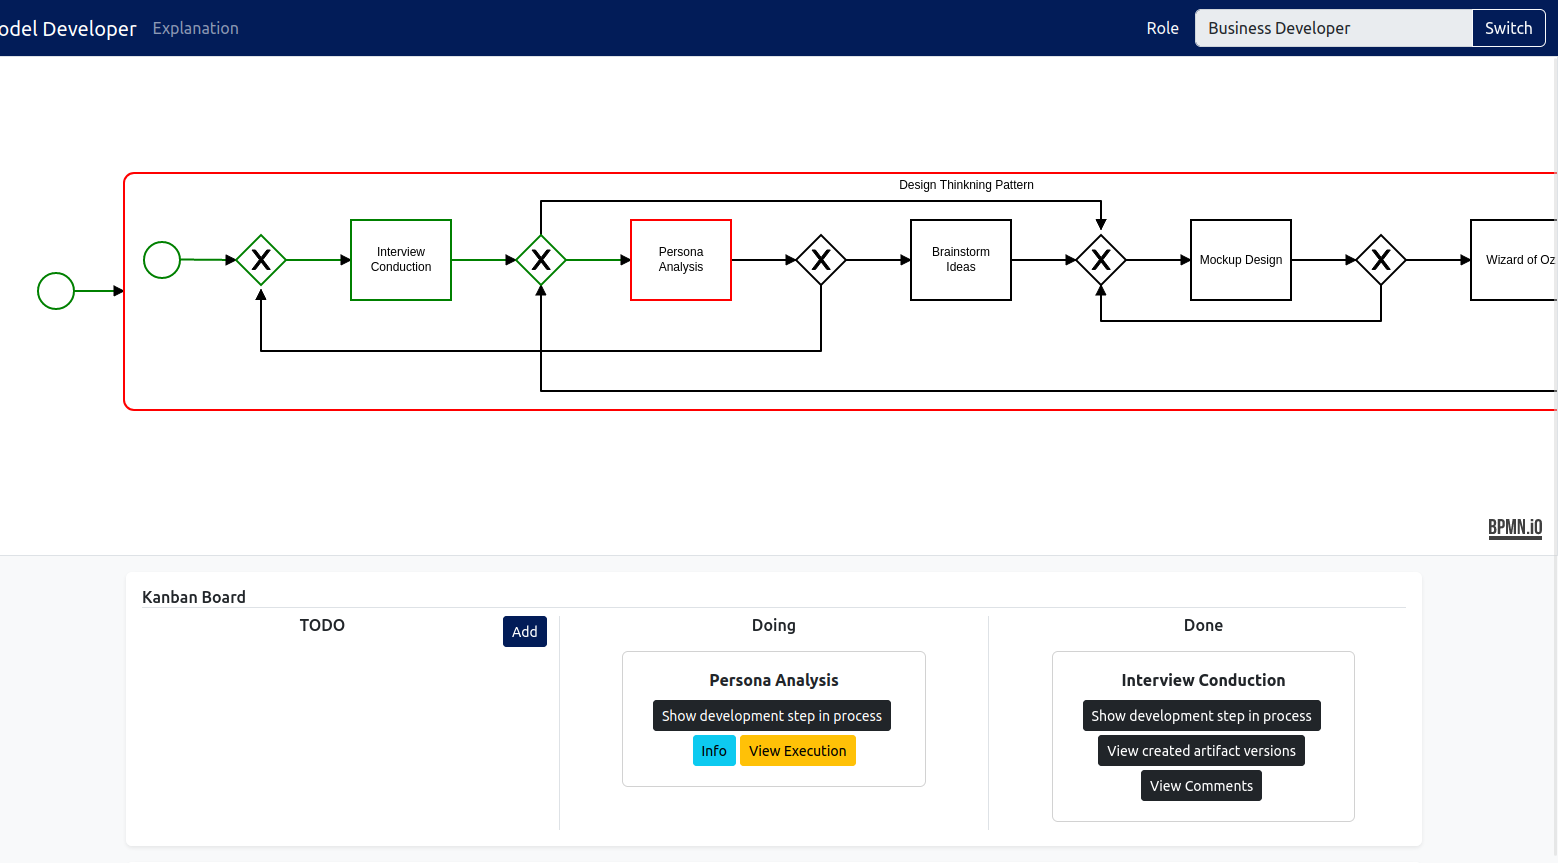 odel Developer
Explanation
Role
Business Developer
Switch
Design Thinkning Pattern
Interview
Conduction
Persona
Analysis
Brainstorm
Ideas
Mockup Design
Wizard of Oz
X
X
X
X
X
BPMN.iO
Kanban Board
TODO
Add
Doing
Persona Analysis
Show development step in process
Info
View Execution
Done
Interview Conduction
Show development step in process
View created artifact versions
View Comments